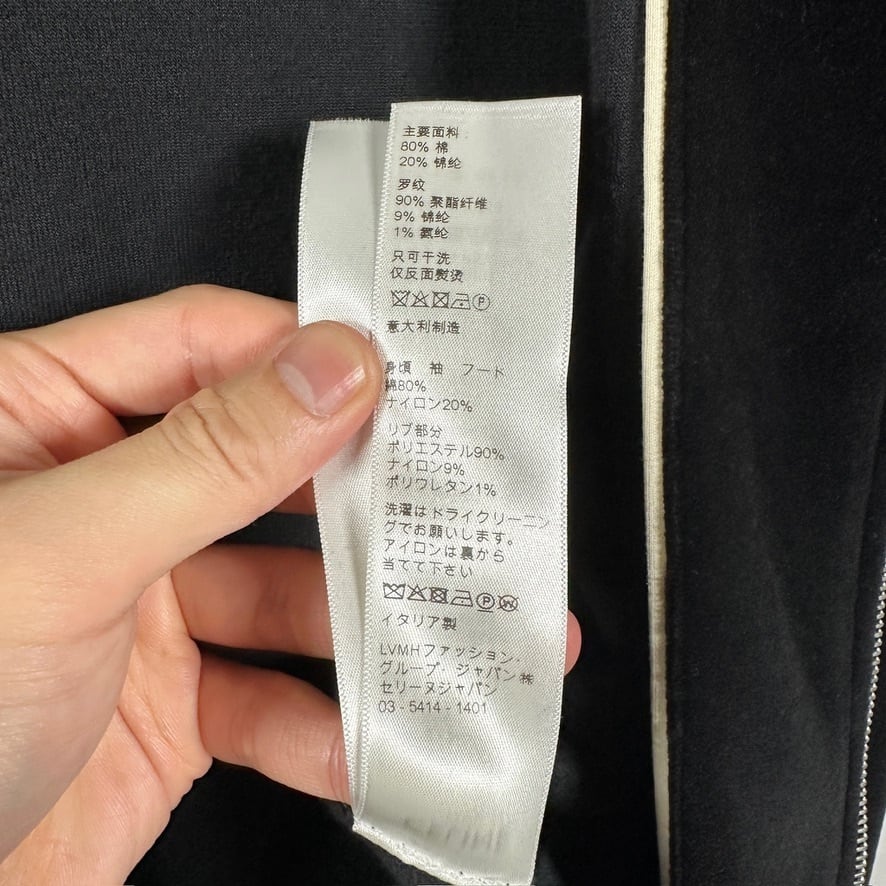 主要面料
80% 棉
20% 锦纶
罗纹
90% 聚酯纤维
9% 锦纶
1% 氨纶
只可干洗
仅反面熨烫
P
意大利制造
身頃 袖 フード
綿80%
ナイロン20%
リブ部分
ポリエステル90%
ナイロン9%
ポリウレタン1%
洗濯はドライクリーニン
グでお願いします。
アイロンは裏から
当てて下さい
P W
イタリア製
LVMHファッション.
グループ. ジャパン㈱
セリーヌジャパン
03 - 5414 - 1401